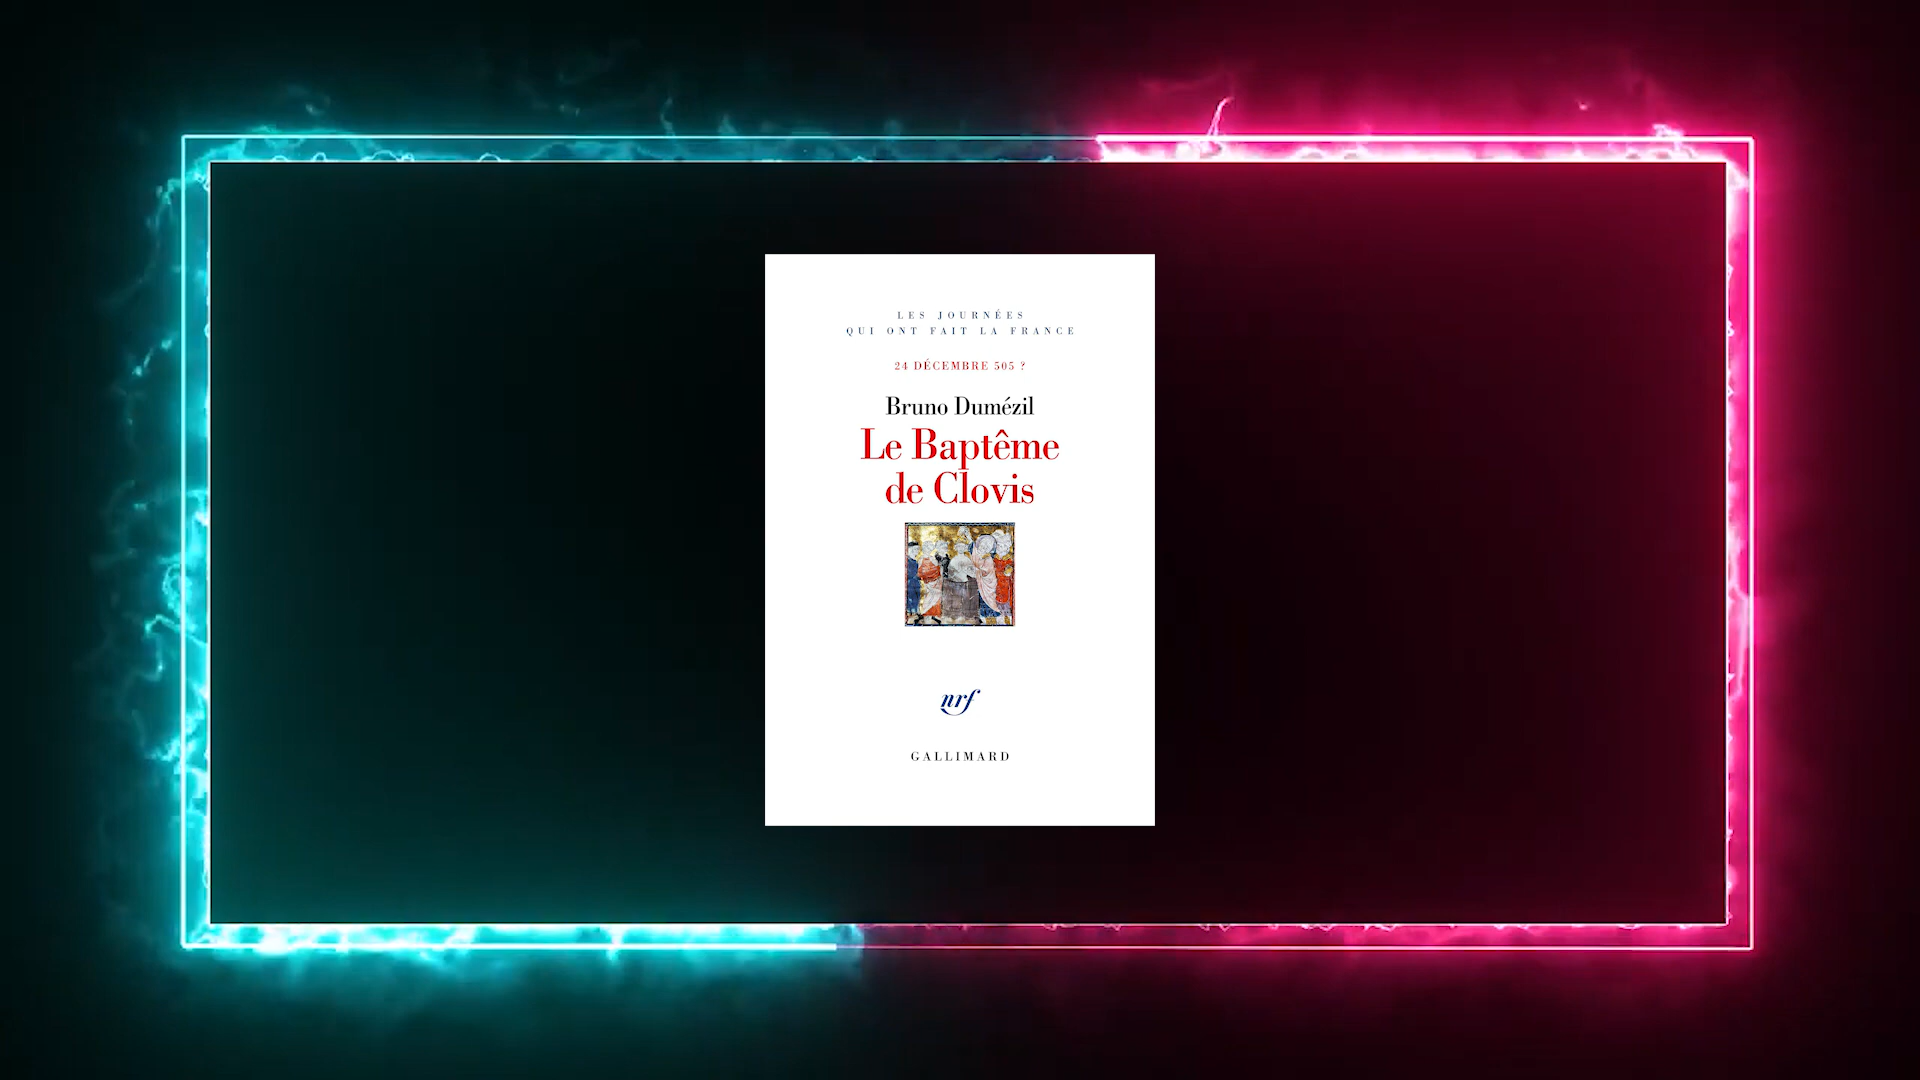 LES JOURNÉES
QUI ONT FAIT LA FRANCE
24 DÉCEMBRE 505 ?
Bruno Dumézil
Le Baptême
de Clovis
nrf
GALLIMARD